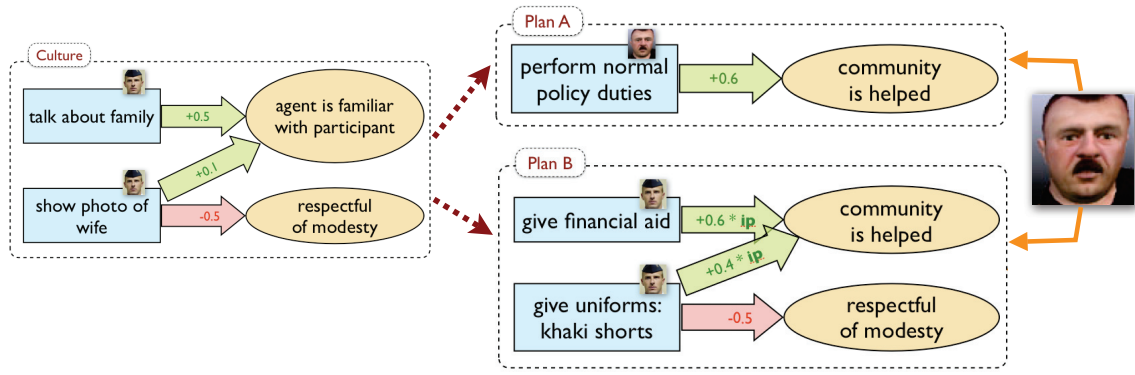 Culture
talk about family
+0.5
agent is familiar
with participant
+0.1
show photo of
wife
-0.5
respectful
of modesty
Plan A
perform normal
policy duties
+0.6
community
is helped
Plan B
give financial aid
+0.6 * ip
community
is helped
+0.4 * ip
give uniforms:
khaki shorts
-0.5
respectful
of modesty